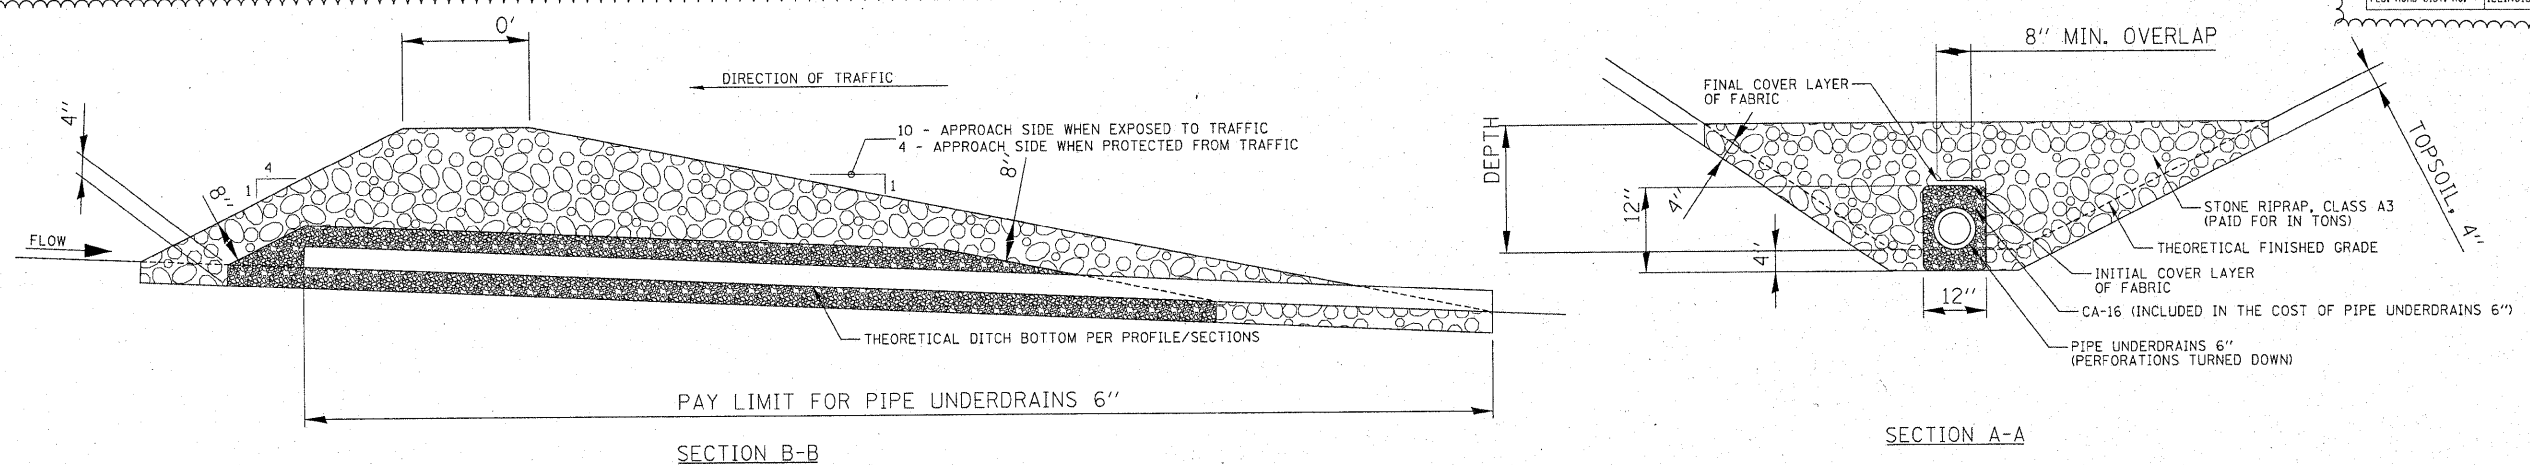 0'
DIRECTION OF TRAFFIC
4"
10 - APPROACH SIDE WHEN EXPOSED TO TRAFFIC
4 - APPROACH SIDE WHEN PROTECTED FROM TRAFFIC
4
1
8"
8"
1
FLOW
THEORETICAL DITCH BOTTOM PER PROFILE/SECTIONS
PAY LIMIT FOR PIPE UNDERDRAINS 6"
SECTION B-B
8" MIN. OVERLAP
FINAL COVER LAYER
OF FABRIC
DEPTH
TOPSOIL, 4"
4"
12"
4'
12"
STONE RIPRAP, CLASS A3
(PAID FOR IN TONS)
THEORETICAL FINISHED GRADE
INITIAL COVER LAYER
OF FABRIC
CA-16 (INCLUDED IN THE COST OF PIPE UNDERDRAINS 6")
PIPE UNDERDRAINS 6"
(PERFORATIONS TURNED DOWN)
SECTION A-A